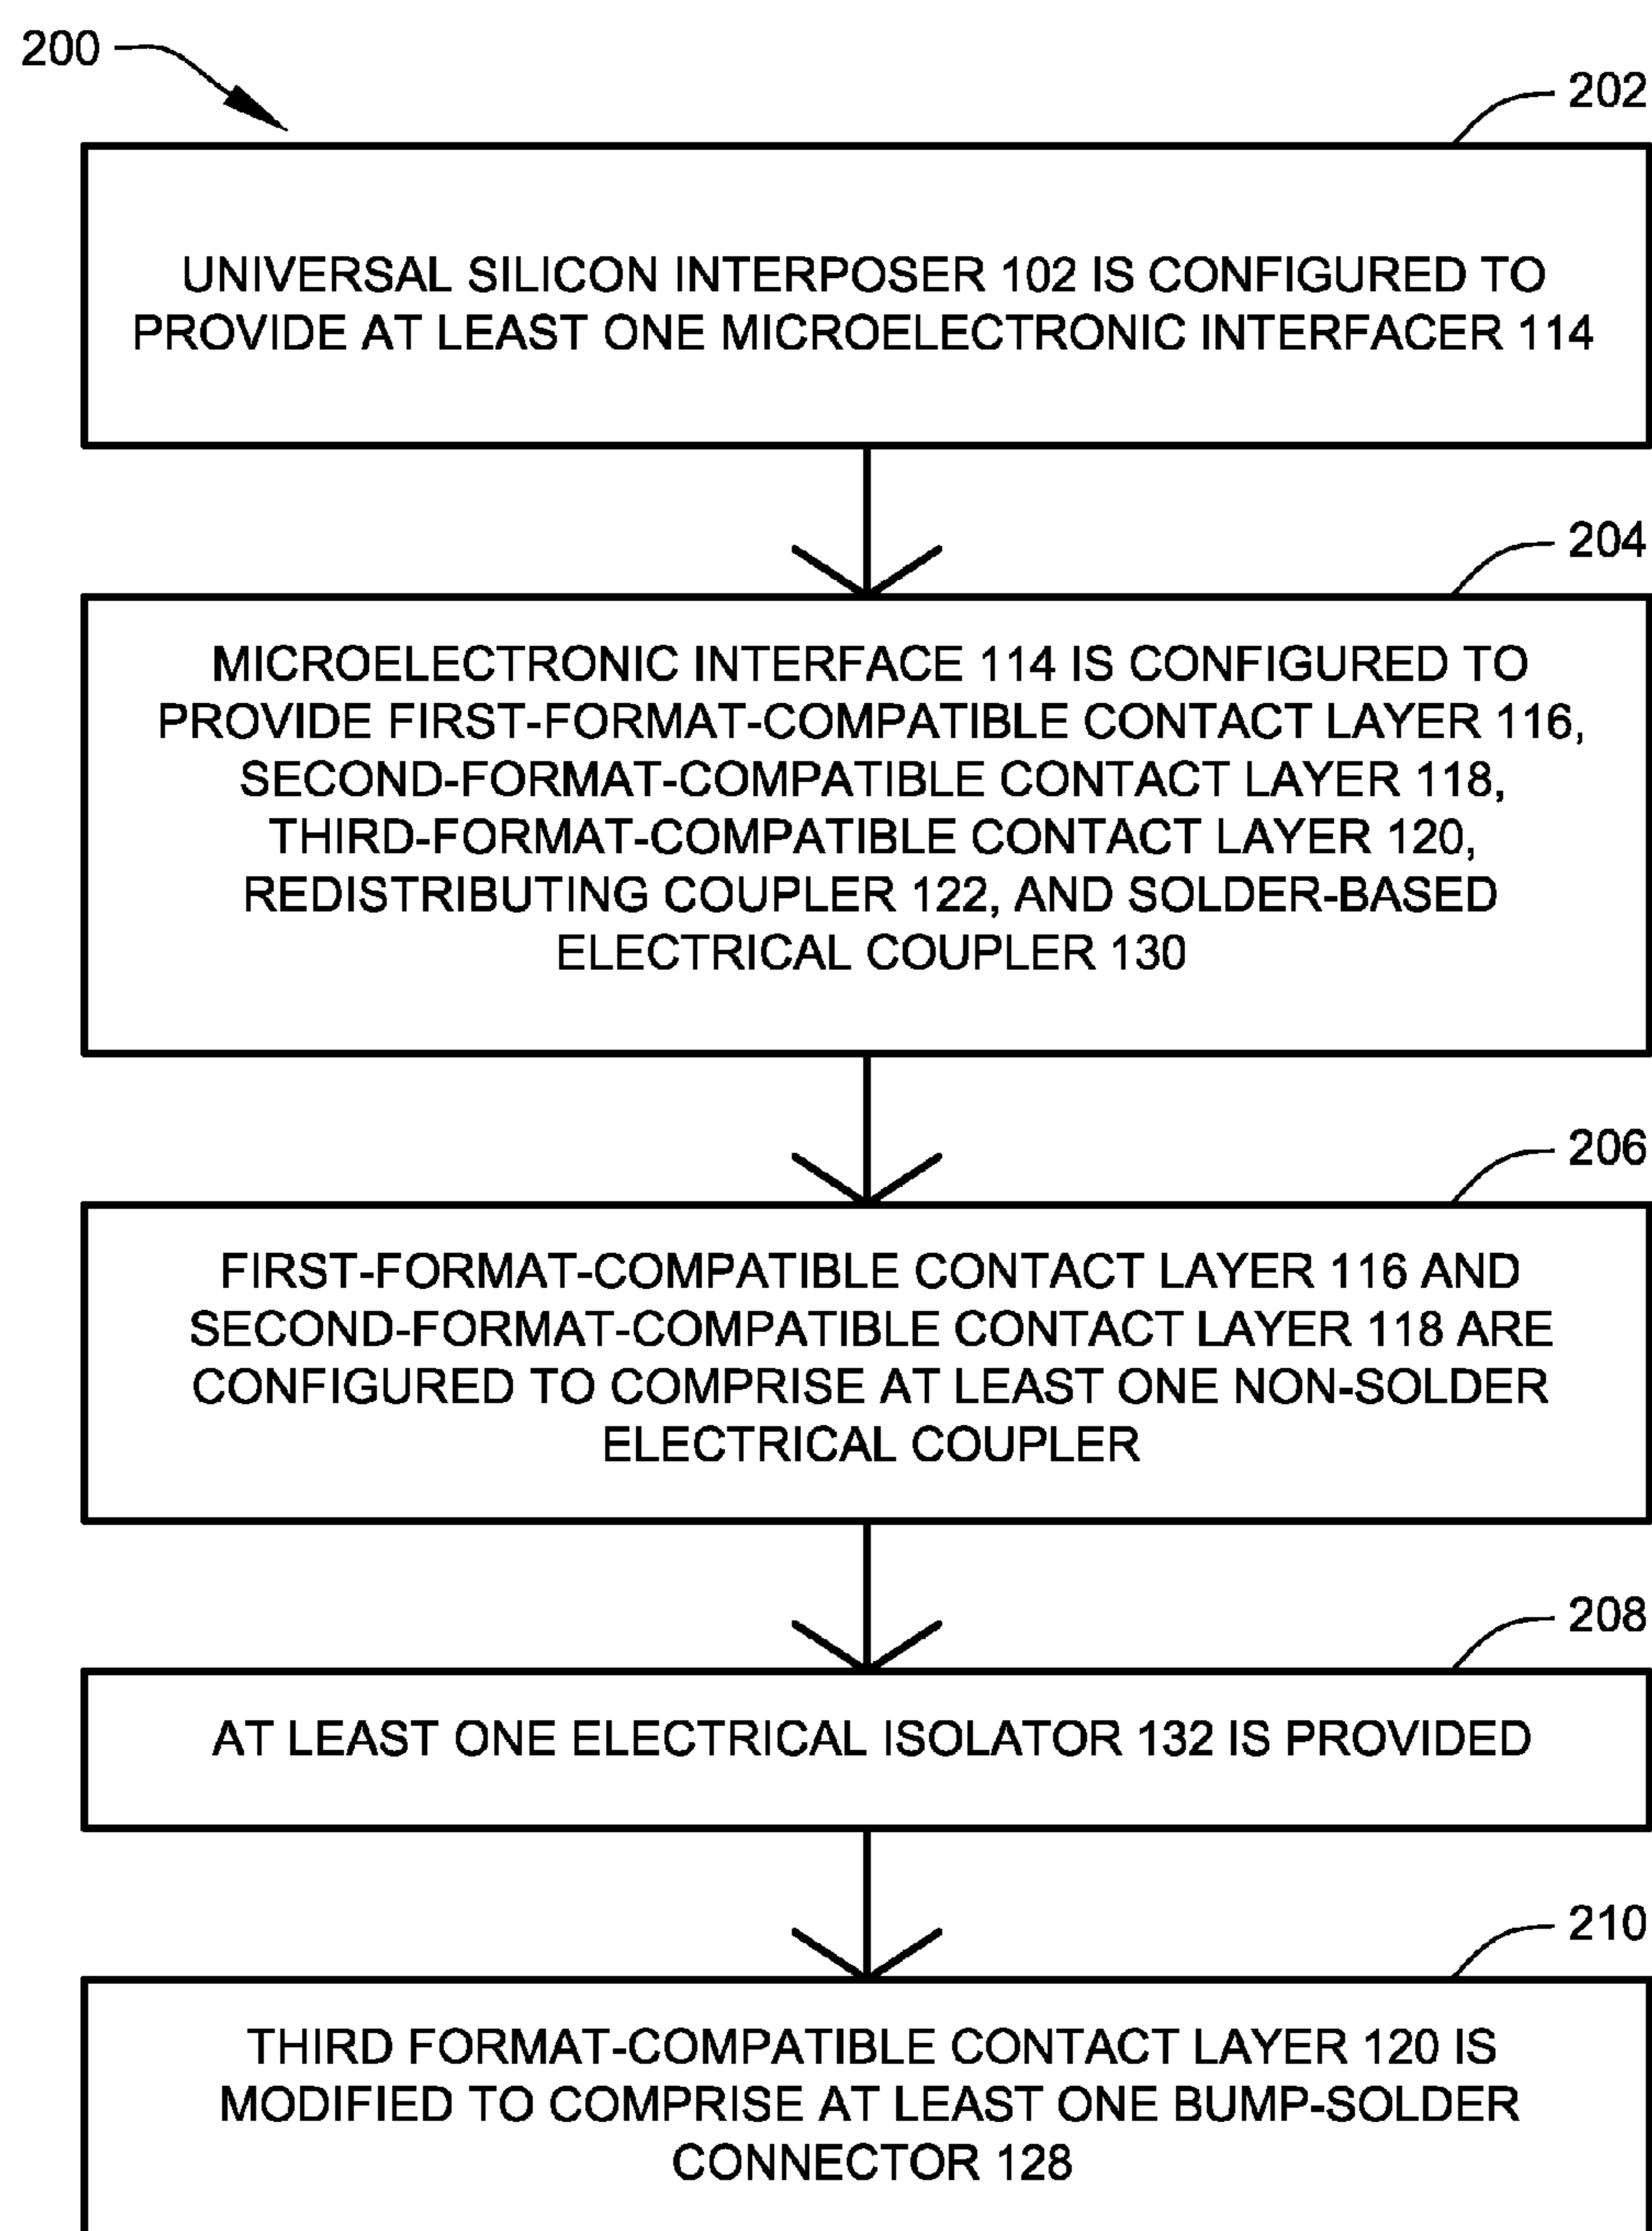 200
202
UNIVERSAL SILICON INTERPOSER 102 IS CONFIGURED TO
PROVIDE AT LEAST ONE MICROELECTRONIC INTERFACER 114
204
MICROELECTRONIC INTERFACE 114 IS CONFIGURED TO
PROVIDE FIRST-FORMAT-COMPATIBLE CONTACT LAYER 116,
SECOND-FORMAT-COMPATIBLE CONTACT LAYER 118,
THIRD-FORMAT-COMPATIBLE CONTACT LAYER 120,
REDISTRIBUTING COUPLER 122, AND SOLDER-BASED
ELECTRICAL COUPLER 130
206
FIRST-FORMAT-COMPATIBLE CONTACT LAYER 116 AND
SECOND-FORMAT-COMPATIBLE CONTACT LAYER 118 ARE
CONFIGURED TO COMPRISE AT LEAST ONE NON-SOLDER
ELECTRICAL COUPLER
208
AT LEAST ONE ELECTRICAL ISOLATOR 132 IS PROVIDED
210
THIRD FORMAT-COMPATIBLE CONTACT LAYER 120 IS
MODIFIED TO COMPRISE AT LEAST ONE BUMP-SOLDER
CONNECTOR 128